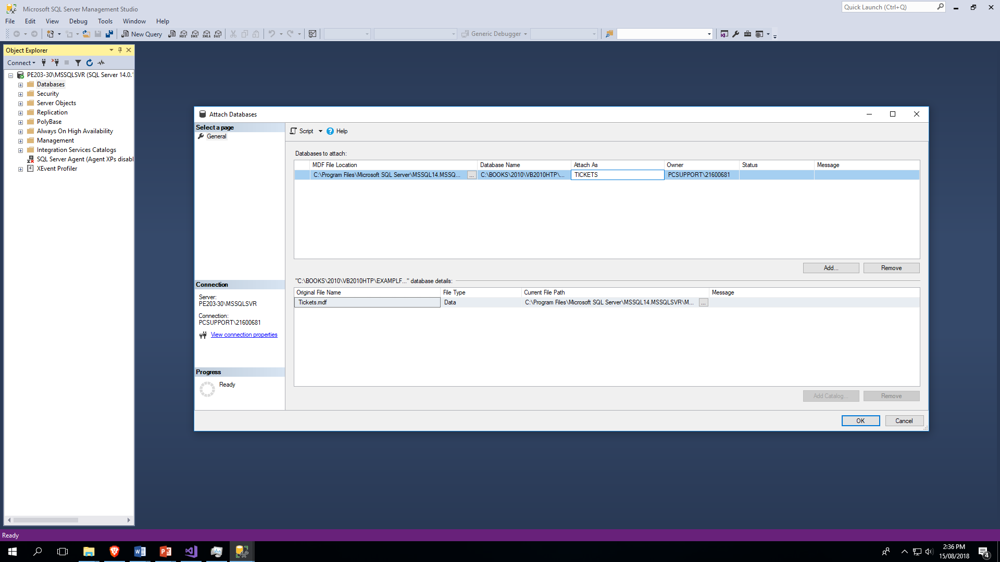 Microsoft SQL Server Management Studio
Quick Launch (Ctrl+Q)
File Edit View Debug Tools Window Help
New Query
MDX DMX XMLA DAX
Generic Debugger
Object Explorer
Connect
PE203-30\MSSQLSVR (SQL Server 14.0.1
Databases
Security
Server Objects
Replication
PolyBase
Always On High Availability
Management
Integration Services Catalogs
SQL Server Agent (Agent XPs disabl
XEvent Profiler
Attach Databases
Select a page
General
Script Help
Databases to attach:
MDF File Location Database Name Attach As Owner Status Message
C:\Program Files\Microsoft SQL Server\MSSQL14.MSSQ... ... C:\BOOKS\2010\VB2010HTP\... TICKETS PCSUPPORT\21600681
Add... Remove
"C:\BOOKS\2010\VB2010HTP\EXAMPLF..." database details:
Original File Name File Type Current File Path Message
Tickets.mdf Data C:\Program Files\Microsoft SQL Server\MSSQL14.MSSQLSVR\M... ...
Connection
Server:
PE203-30\MSSQLSVR
Connection:
PCSUPPORT\21600681
View connection properties
Progress
Ready
Add Catalog... Remove
OK Cancel
Ready
2:36 PM
15/08/2018
4